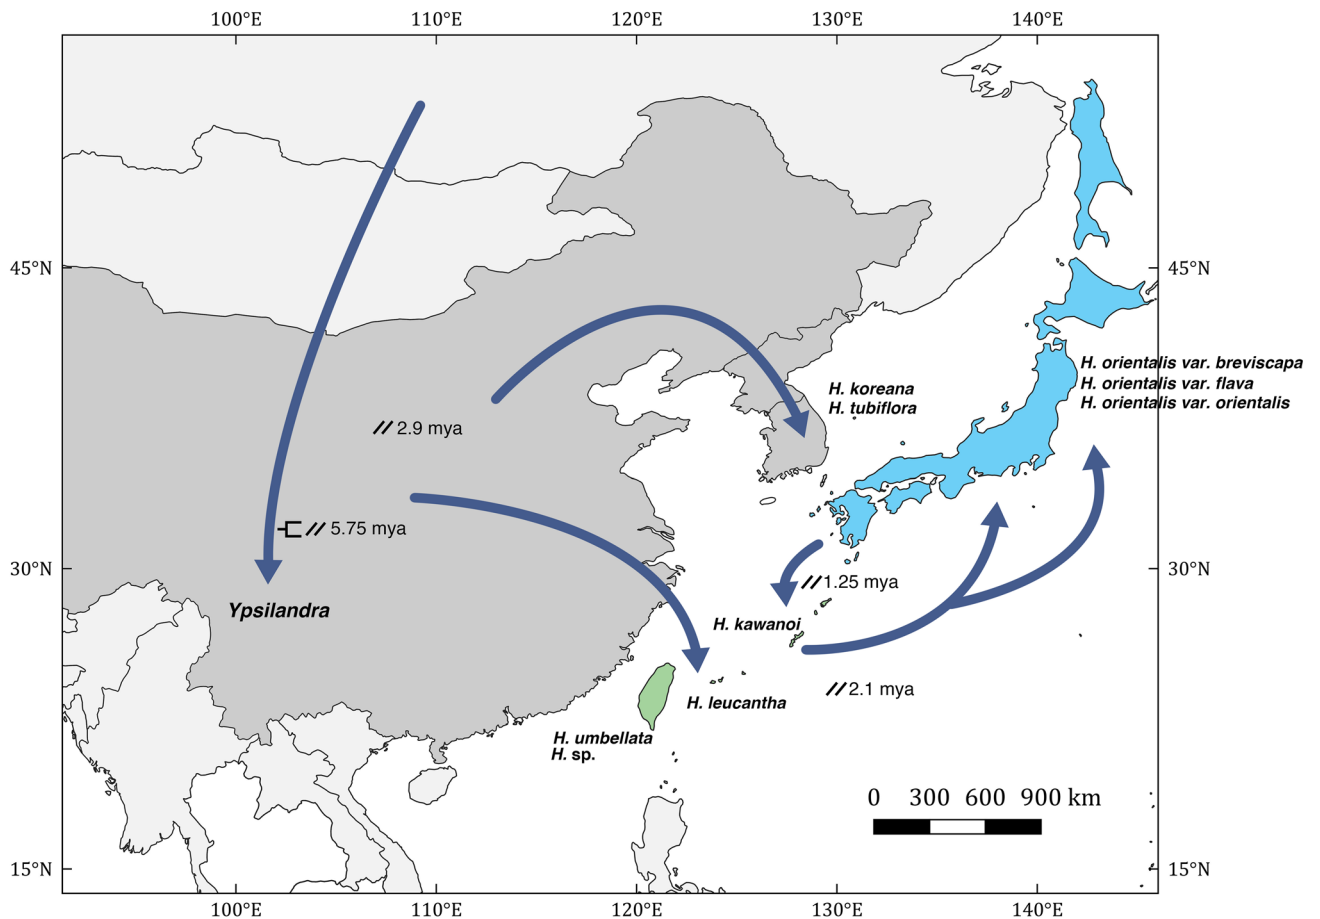 100°E 110°E 120°E 130°E 140°E
45°N 45°N
H. orientalis var. breviscapa
H. orientalis var. flava
H. orientalis var. orientalis
H. koreana
H. tubiflora
// 2.9 mya
// 5.75 mya
30°N 30°N
//1.25 mya
Ypsilandra
H. kawanoi
//2.1 mya
H. leucantha
H. umbellata
H. sp.
0 300 600 900 km
15°N 15°N
100°E 110°E 120°E 130°E 140°E